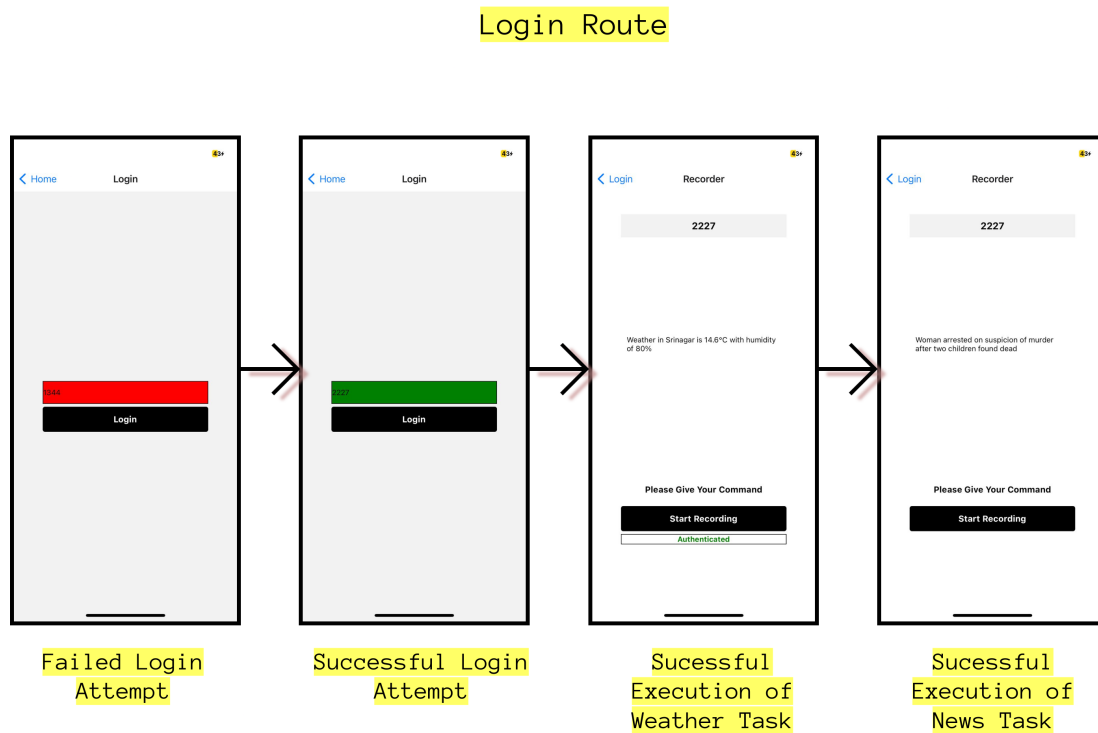 Login Route
43+
Home
Login
1344
Login
Failed Login
Attempt
43+
Home
Login
2227
Login
Successful Login
Attempt
43+
Login
Recorder
2227
Weather in Srinagar is 14.6°C with humidity
of 80%
Please Give Your Command
Start Recording
Authenticated
Sucessful
Execution of
Weather Task
43+
Login
Recorder
2227
Woman arrested on suspicion of murder
after two children found dead
Please Give Your Command
Start Recording
Sucessful
Execution of
News Task